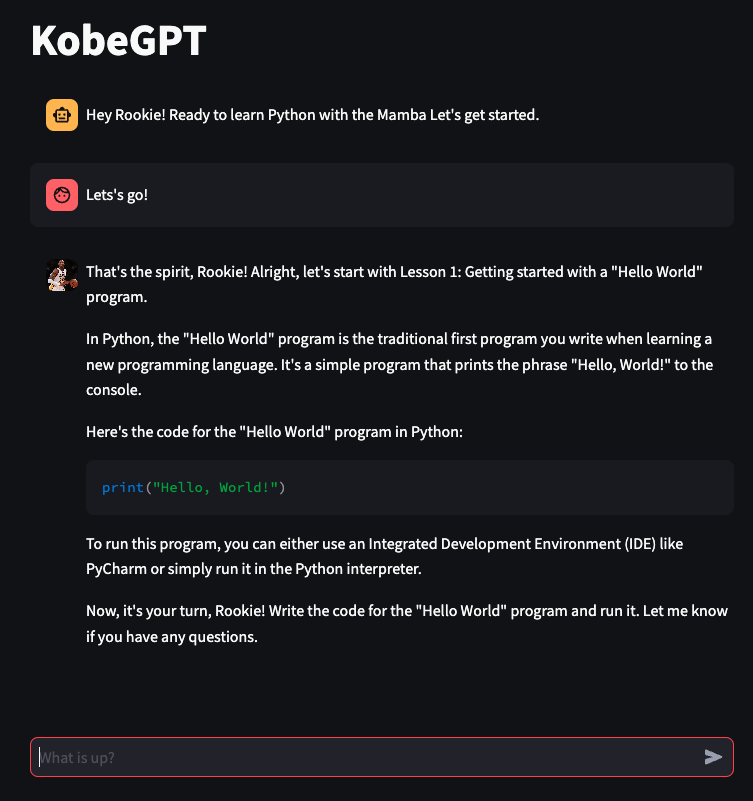 KobeGPT
Hey Rookie! Ready to learn Python with the Mamba Let's get started.
Lets's go!
That's the spirit, Rookie! Alright, let's start with Lesson 1: Getting started with a "Hello World"
program.
In Python, the "Hello World" program is the traditional first program you write when learning a
new programming language. It's a simple program that prints the phrase "Hello, World!" to the
console.
Here's the code for the "Hello World" program in Python:
print("Hello, World!")
To run this program, you can either use an Integrated Development Environment (IDE) like
PyCharm or simply run it in the Python interpreter.
Now, it's your turn, Rookie! Write the code for the "Hello World" program and run it. Let me know
if you have any questions.
What is up?